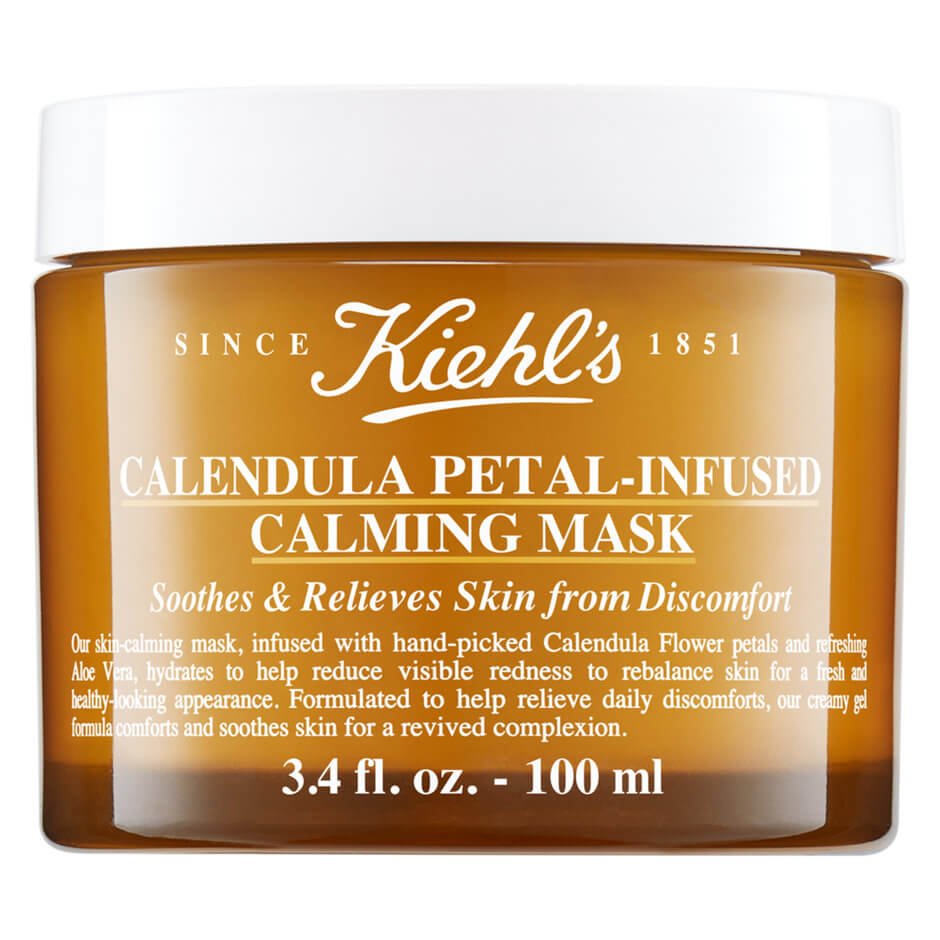 SINCE Kiehl's 1851
CALENDULA PETAL-INFUSED
CALMING MASK
Soothes & Relieves Skin from Discomfort
Our skin-calming mask, infused with hand-picked Calendula Flower petals and refreshing
Aloe Vera, hydrates to help reduce visible redness to rebalance skin for a fresh and
healthy-looking appearance. Formulated to help relieve daily discomforts, our creamy gel
formula comforts and soothes skin for a revived complexion.
3.4 fl. oz. - 100 ml